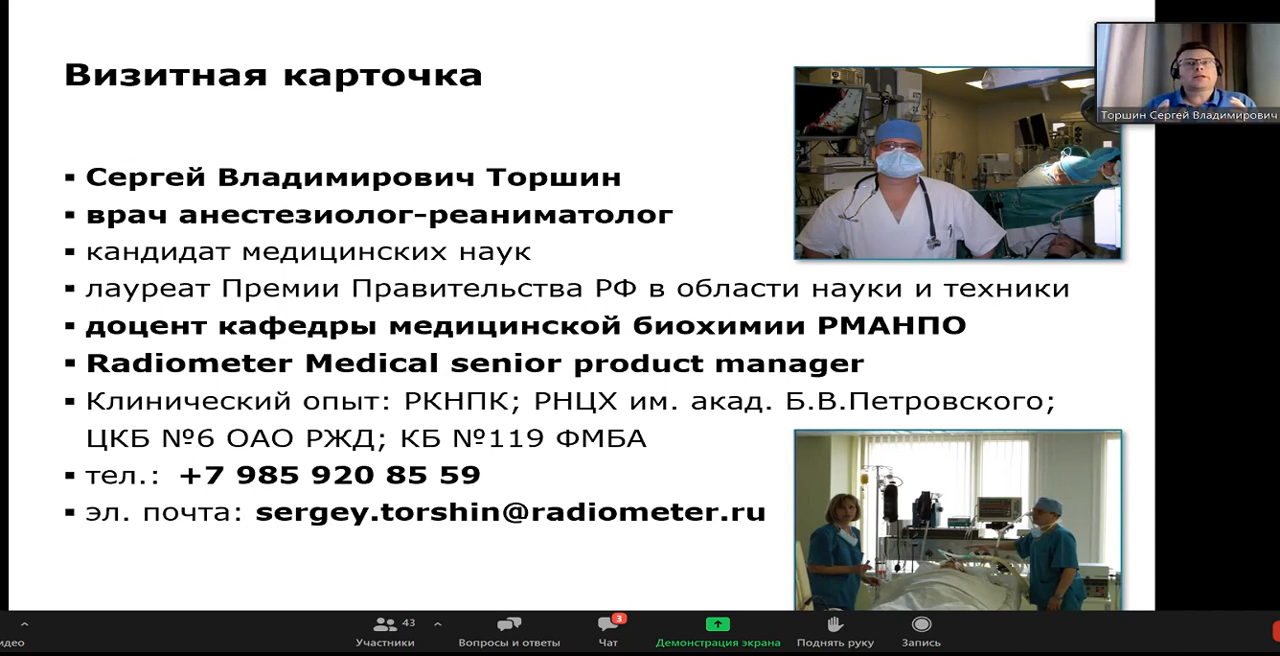 Визитная карточка
Торшин Сергей Владимирович
▪ Сергей Владимирович Торшин
▪ врач анестезиолог-реаниматолог
▪ кандидат медицинских наук
▪ лауреат Премии Правительства РФ в области науки и техники
▪ доцент кафедры медицинской биохимии РМАНПО
▪ Radiometer Medical senior product manager
▪ Клинический опыт: РКНПК; РНЦХ им. акад. Б.В.Петровского;
ЦКБ №6 ОАО РЖД; КБ №119 ФМБА
▪ тел.: +7 985 920 85 59
▪ эл. почта: sergey.torshin@radiometer.ru
43
3
идео
Участники
Вопросы и ответы
Чат
Демонстрация экрана
Поднять руку
Запись